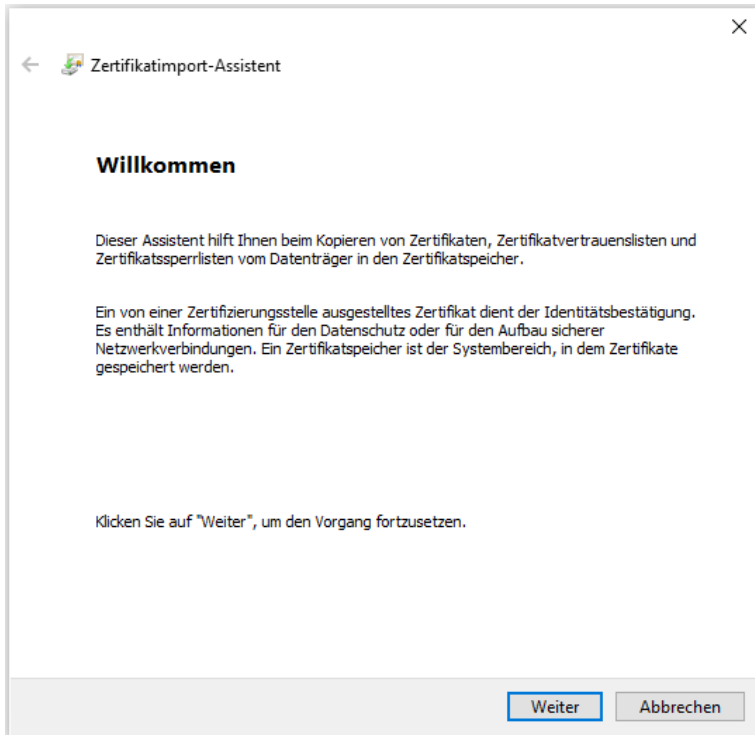 Zertifikatimport-Assistent
Willkommen
Dieser Assistent hilft Ihnen beim Kopieren von Zertifikaten, Zertifikatvertrauenslisten und
Zertifikatssperrlisten vom Datenträger in den Zertifikatspeicher.
Ein von einer Zertifizierungsstelle ausgestelltes Zertifikat dient der Identitätsbestätigung.
Es enthält Informationen für den Datenschutz oder für den Aufbau sicherer
Netzwerkverbindungen. Ein Zertifikatspeicher ist der Systembereich, in dem Zertifikate
gespeichert werden.
Klicken Sie auf "Weiter", um den Vorgang fortzusetzen.
Weiter Abbrechen